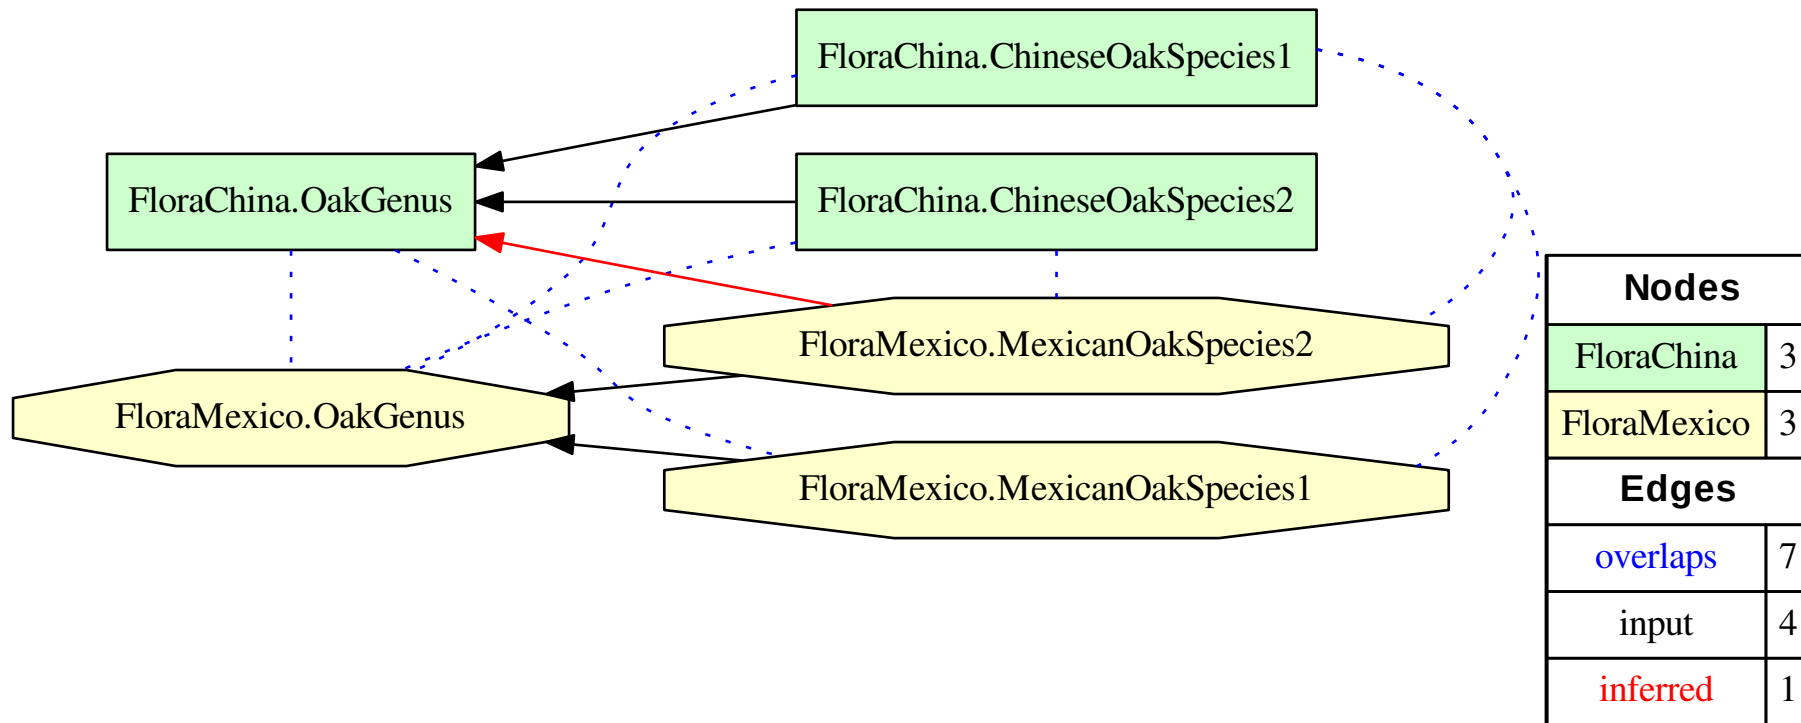 FloraChina.ChineseOakSpecies1
FloraChina.OakGenus
FloraChina.ChineseOakSpecies2
FloraMexico.MexicanOakSpecies2
FloraMexico.OakGenus
FloraMexico.MexicanOakSpecies1
Nodes
FloraChina 3
FloraMexico 3
Edges
overlaps 7
input 4
inferred 1